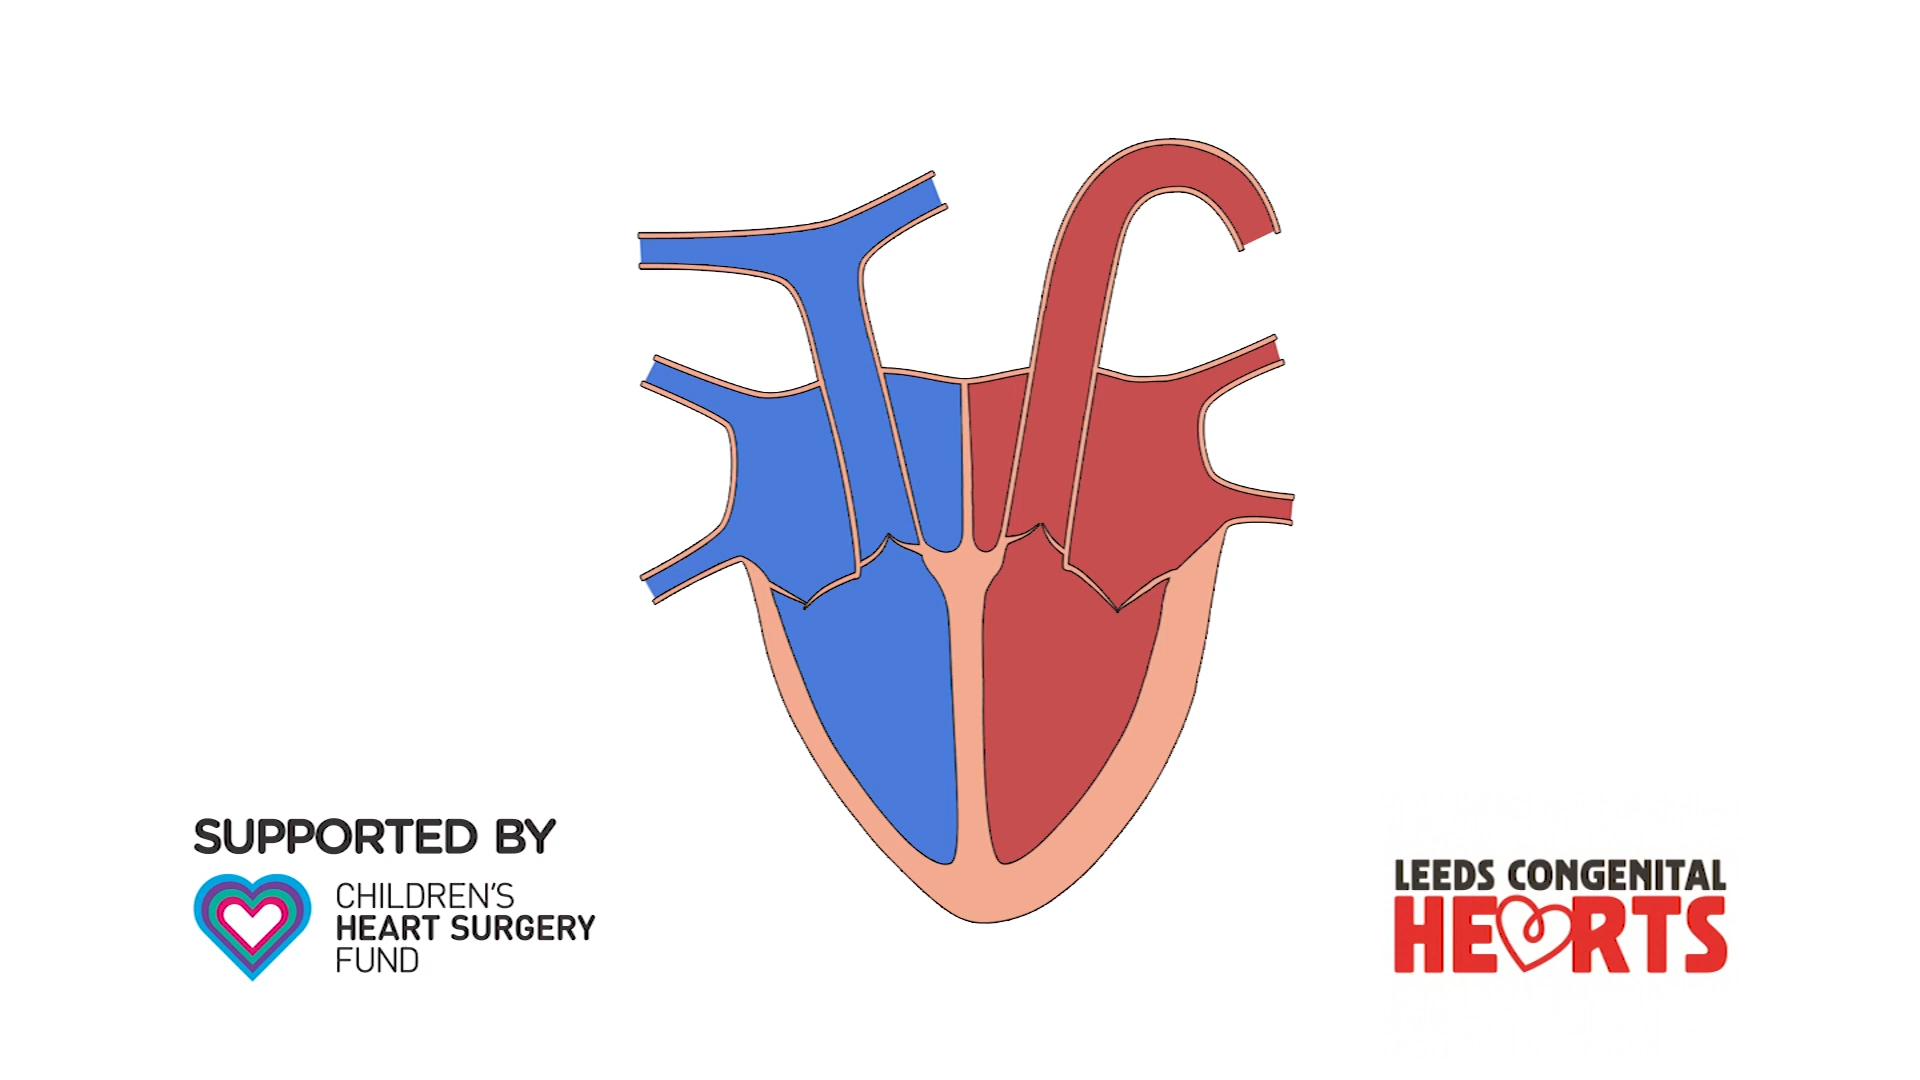 SUPPORTED BY
CHILDREN'S
HEART SURGERY
FUND
LEEDS CONGENITAL
HEARTS